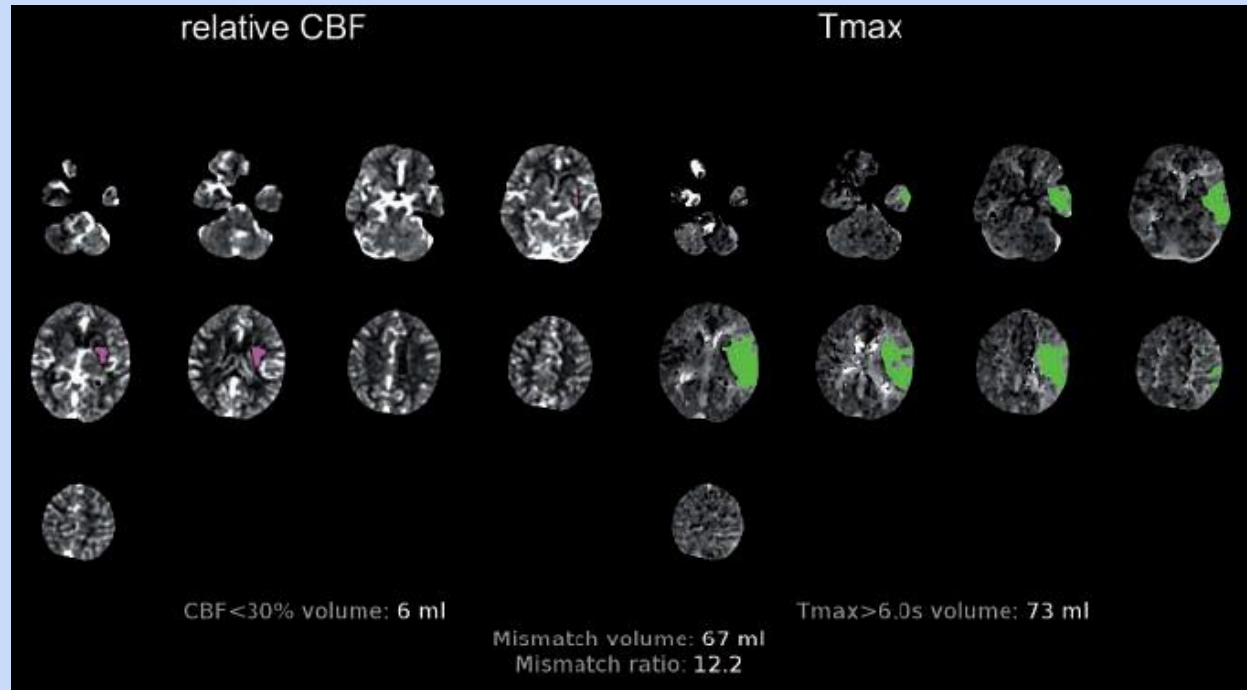 relative CBF
Tmax
CBF<30% volume: 6 ml
Tmax>6.0s volume: 73 ml
Mismatch volume: 67 ml
Mismatch ratio: 12.2